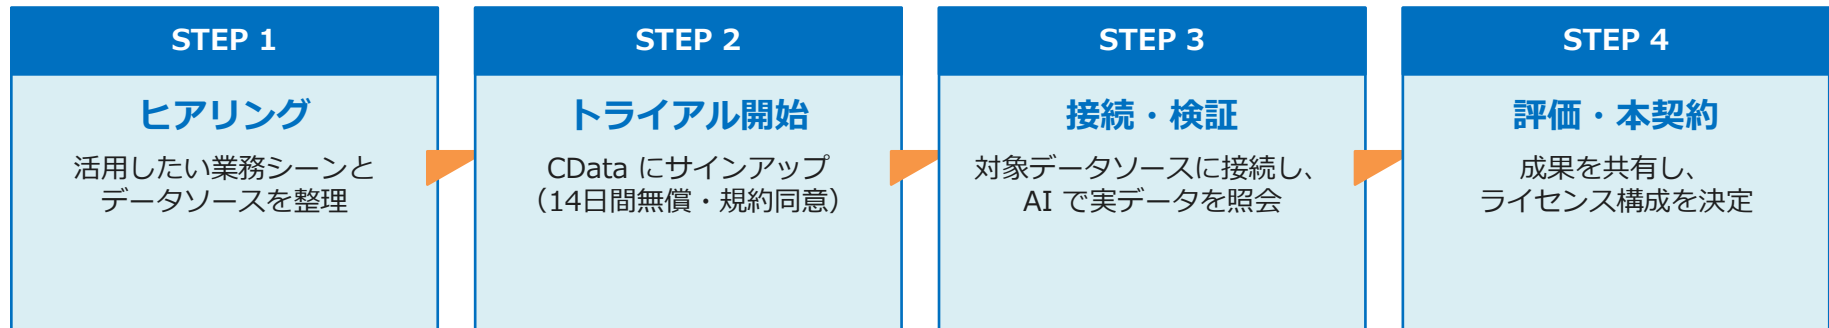 STEP 1
ヒアリング
活用したい業務シーンと
データソースを整理
STEP 2
トライアル開始
CData にサインアップ
（14日間無償・規約同意）
STEP 3
接続・検証
対象データソースに接続し、
AI で実データを照会
STEP 4
評価・本契約
成果を共有し、
ライセンス構成を決定